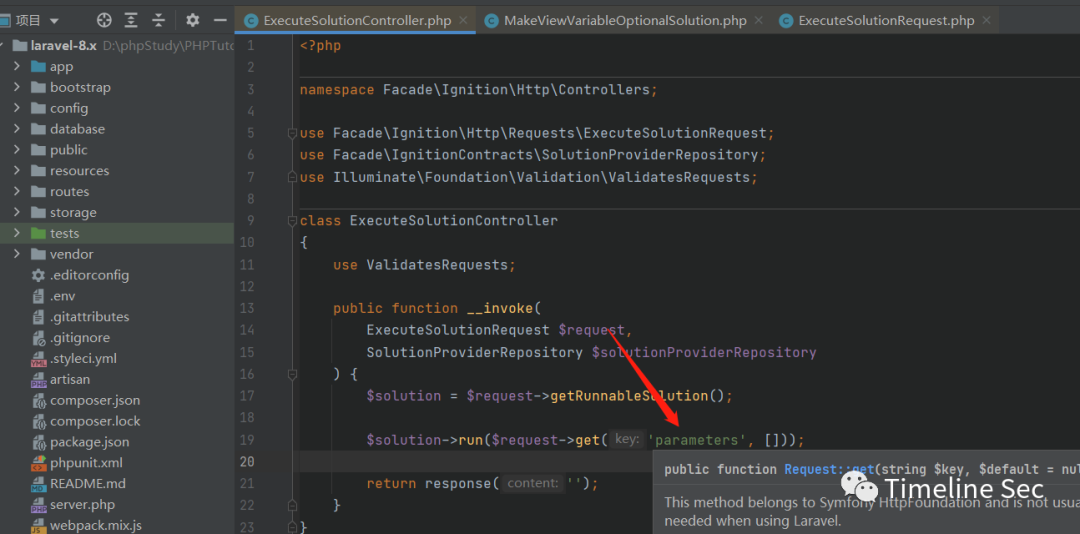 项目
ExecuteSolutionController.php
MakeViewVariableOptionalSolution.php
ExecuteSolutionRequest.php
laravel-8.x D:\phpStudy\PHPTuto
app
bootstrap
config
database
public
resources
routes
storage
tests
vendor
.editorconfig
.env
.gitattributes
.gitignore
.styleci.yml
artisan
composer.json
composer.lock
package.json
phpunit.xml
README.md
server.php
webpack.mix.js
1 <?php
2
3 namespace Facade\Ignition\Http\Controllers;
4
5 use Facade\Ignition\Http\Requests\ExecuteSolutionRequest;
6 use Facade\IgnitionContracts\SolutionProviderRepository;
7 use Illuminate\Foundation\Validation\ValidatesRequests;
8
9 class ExecuteSolutionController
10 {
11 use ValidatesRequests;
12
13 public function __invoke(
14 ExecuteSolutionRequest $request,
15 SolutionProviderRepository $solutionProviderRepository
16 ) {
17 $solution = $request->getRunnableSolution();
18
19 $solution->run($request->get( key: 'parameters', []));
20
21 return response( content: '');
22 }
23 }
public function Request::get(string $key, $default = nul
This method belongs to Symfony HttpFoundation and is not usua
needed when using Laravel.
Timeline Sec